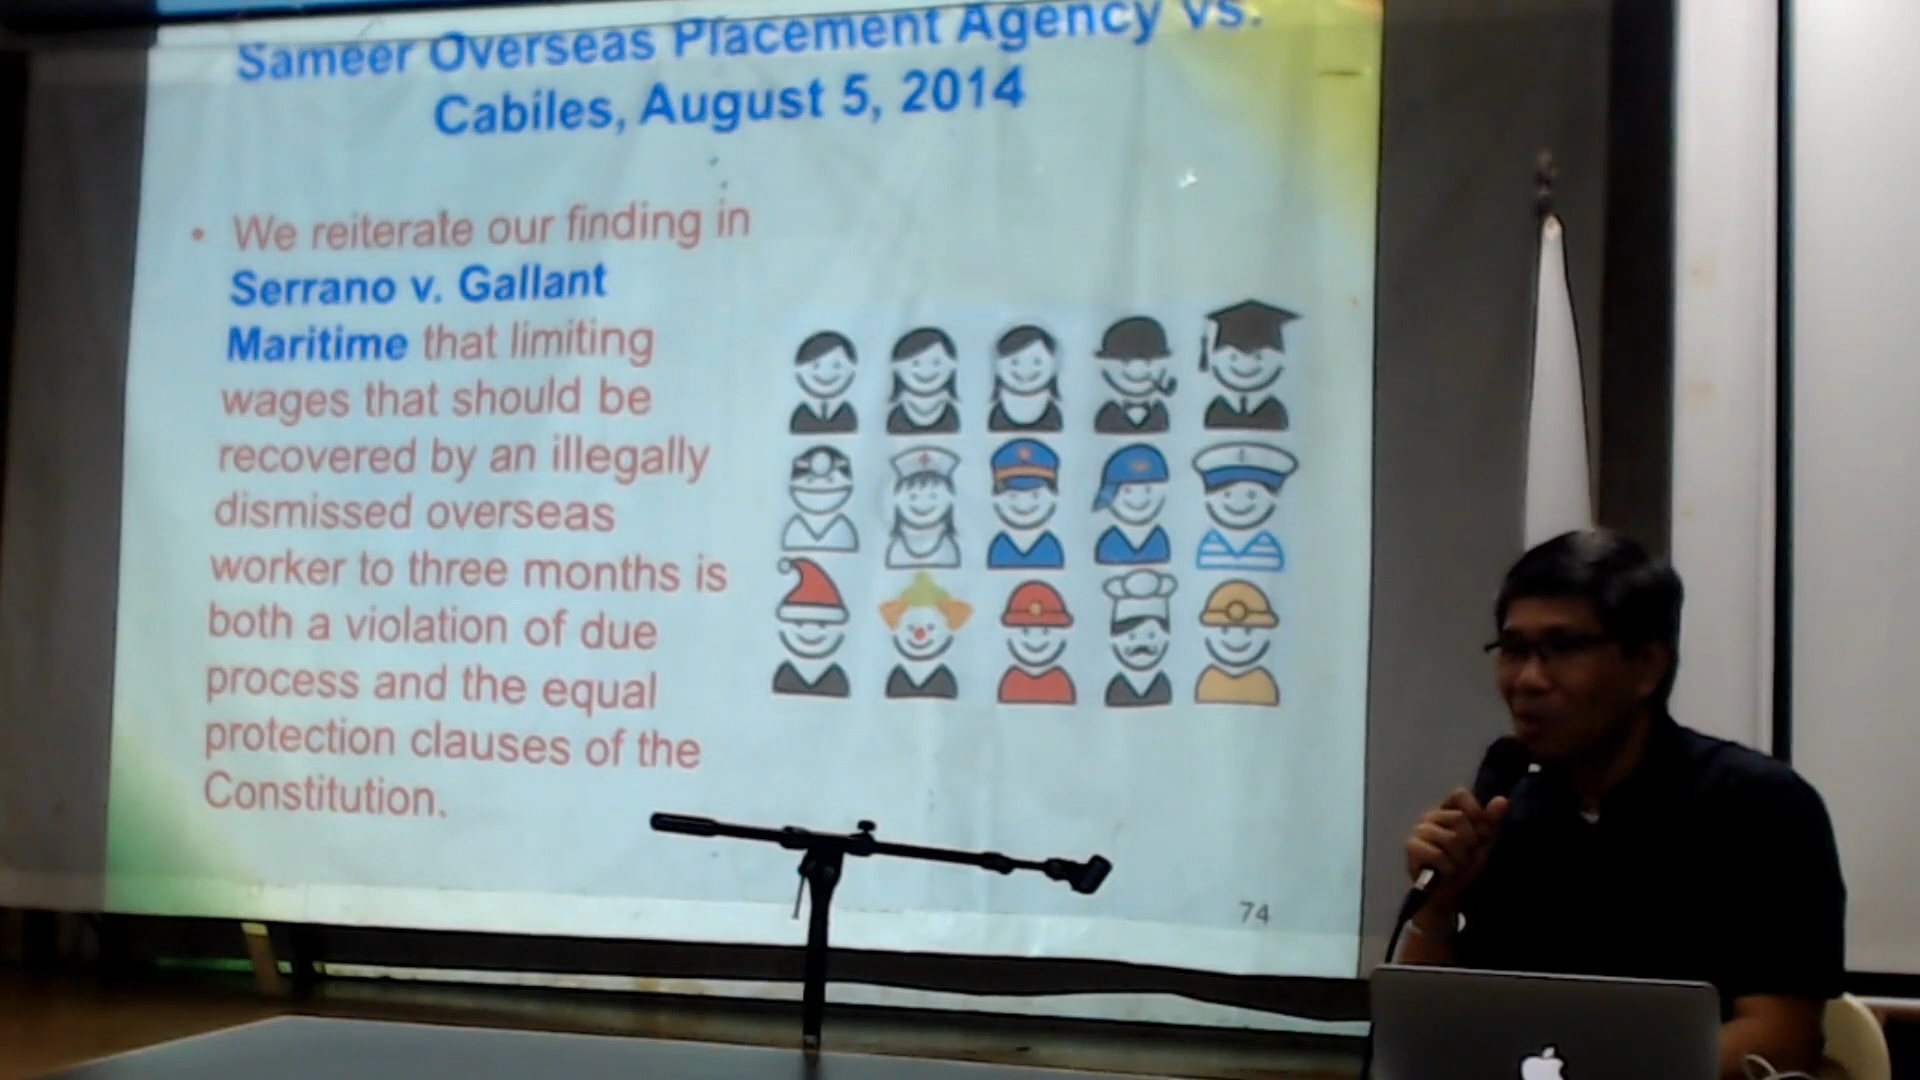 Sameer Overseas Placement Agency vs.
Cabiles, August 5, 2014
• We reiterate our finding in
Serrano v. Gallant
Maritime that limiting
wages that should be
recovered by an illegally
dismissed overseas
worker to three months is
both a violation of due
process and the equal
protection clauses of the
Constitution.
74